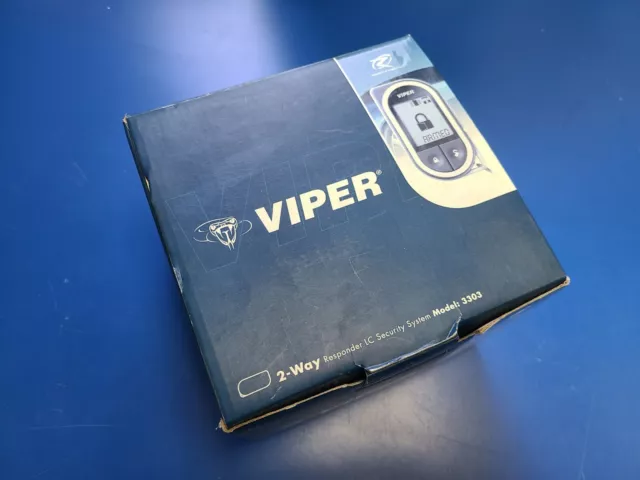 VIPER
ARMED
VIPER®
2-Way Responder LC Security System Model: 3303